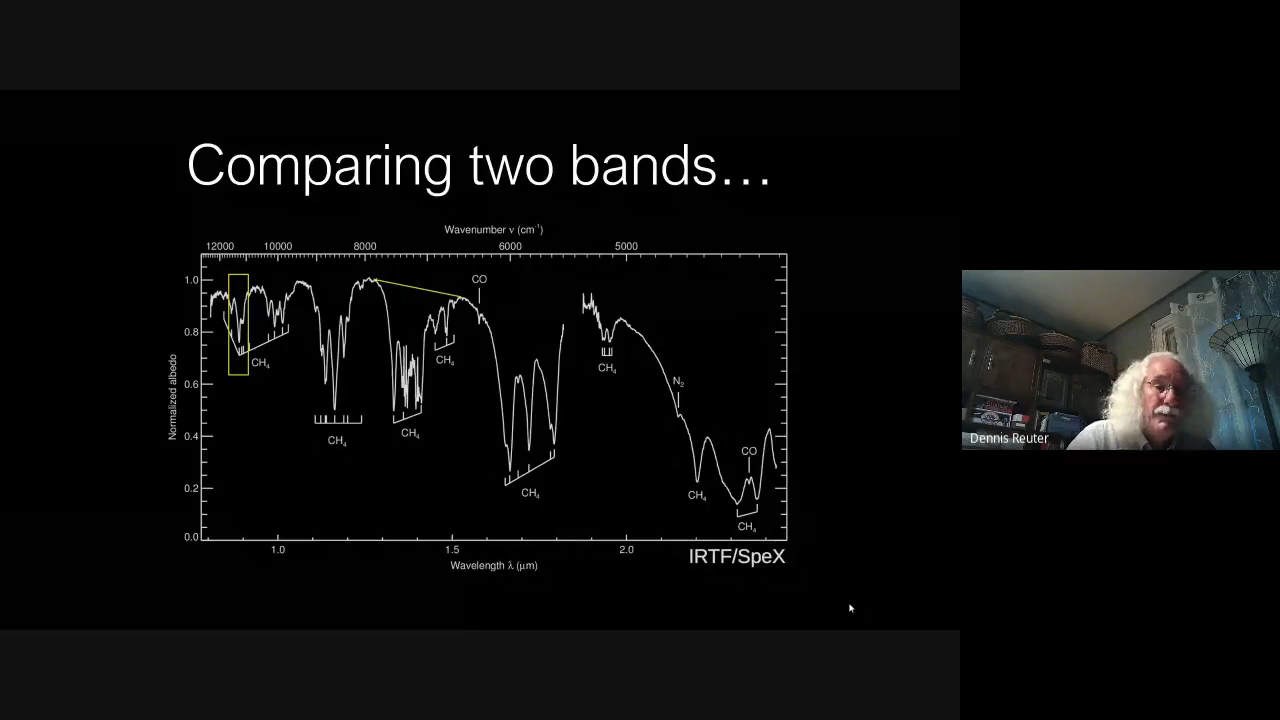 Comparing two bands...
Wavenumber ν (cm⁻¹)
12000 10000 8000 6000 5000
CO
1.0
0.8
CH₄
CH₄
CH₄
N₂
0.6
Normalized albedo
CH₄
CH₄
0.4
CO
CH₄
CH₄
0.2
CH₄
0.0
1.0 1.5 2.0
IRTF/SpeX
Wavelength λ (μm)
Dennis Reuter